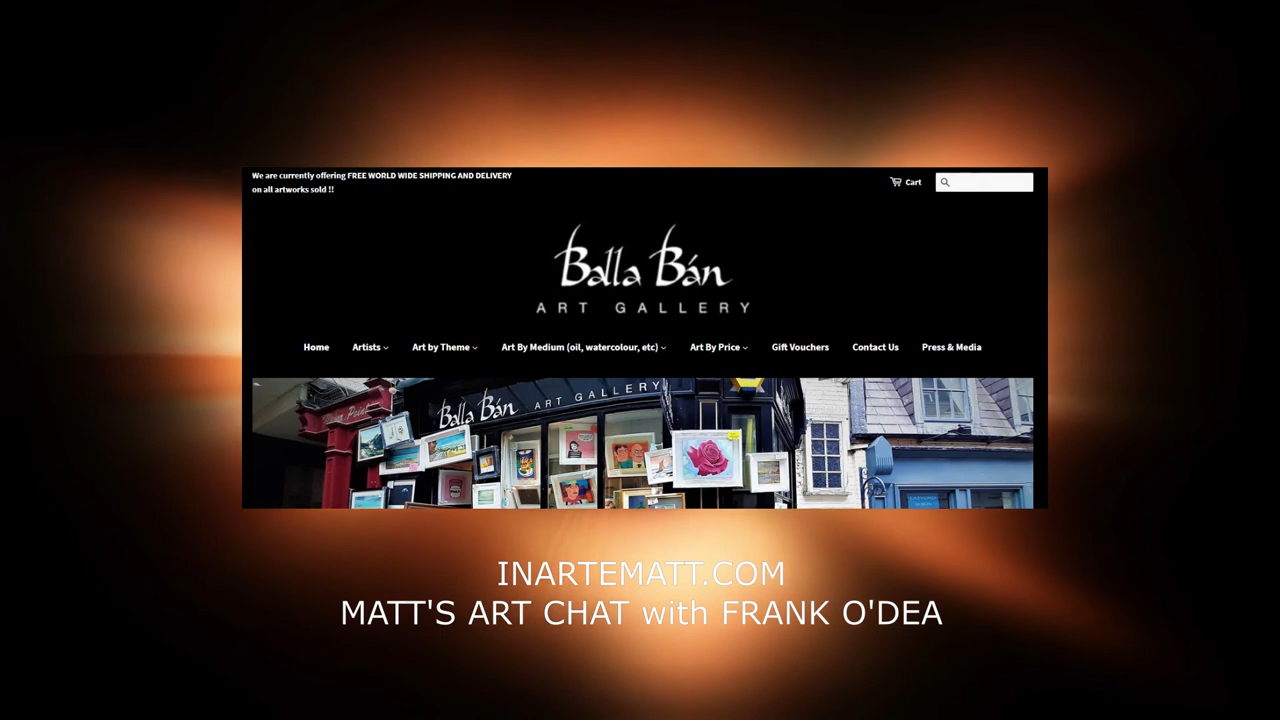 We are currently offering FREE WORLD WIDE SHIPPING AND DELIVERY
on all artworks sold !!
Cart
Balla Bán
ART GALLERY
Home Artists Art by Theme Art By Medium (oil, watercolour, etc) Art By Price Gift Vouchers Contact Us Press & Media
Balla Bán ART GALLERY
INARTEMATT.COM
MATT'S ART CHAT with FRANK O'DEA